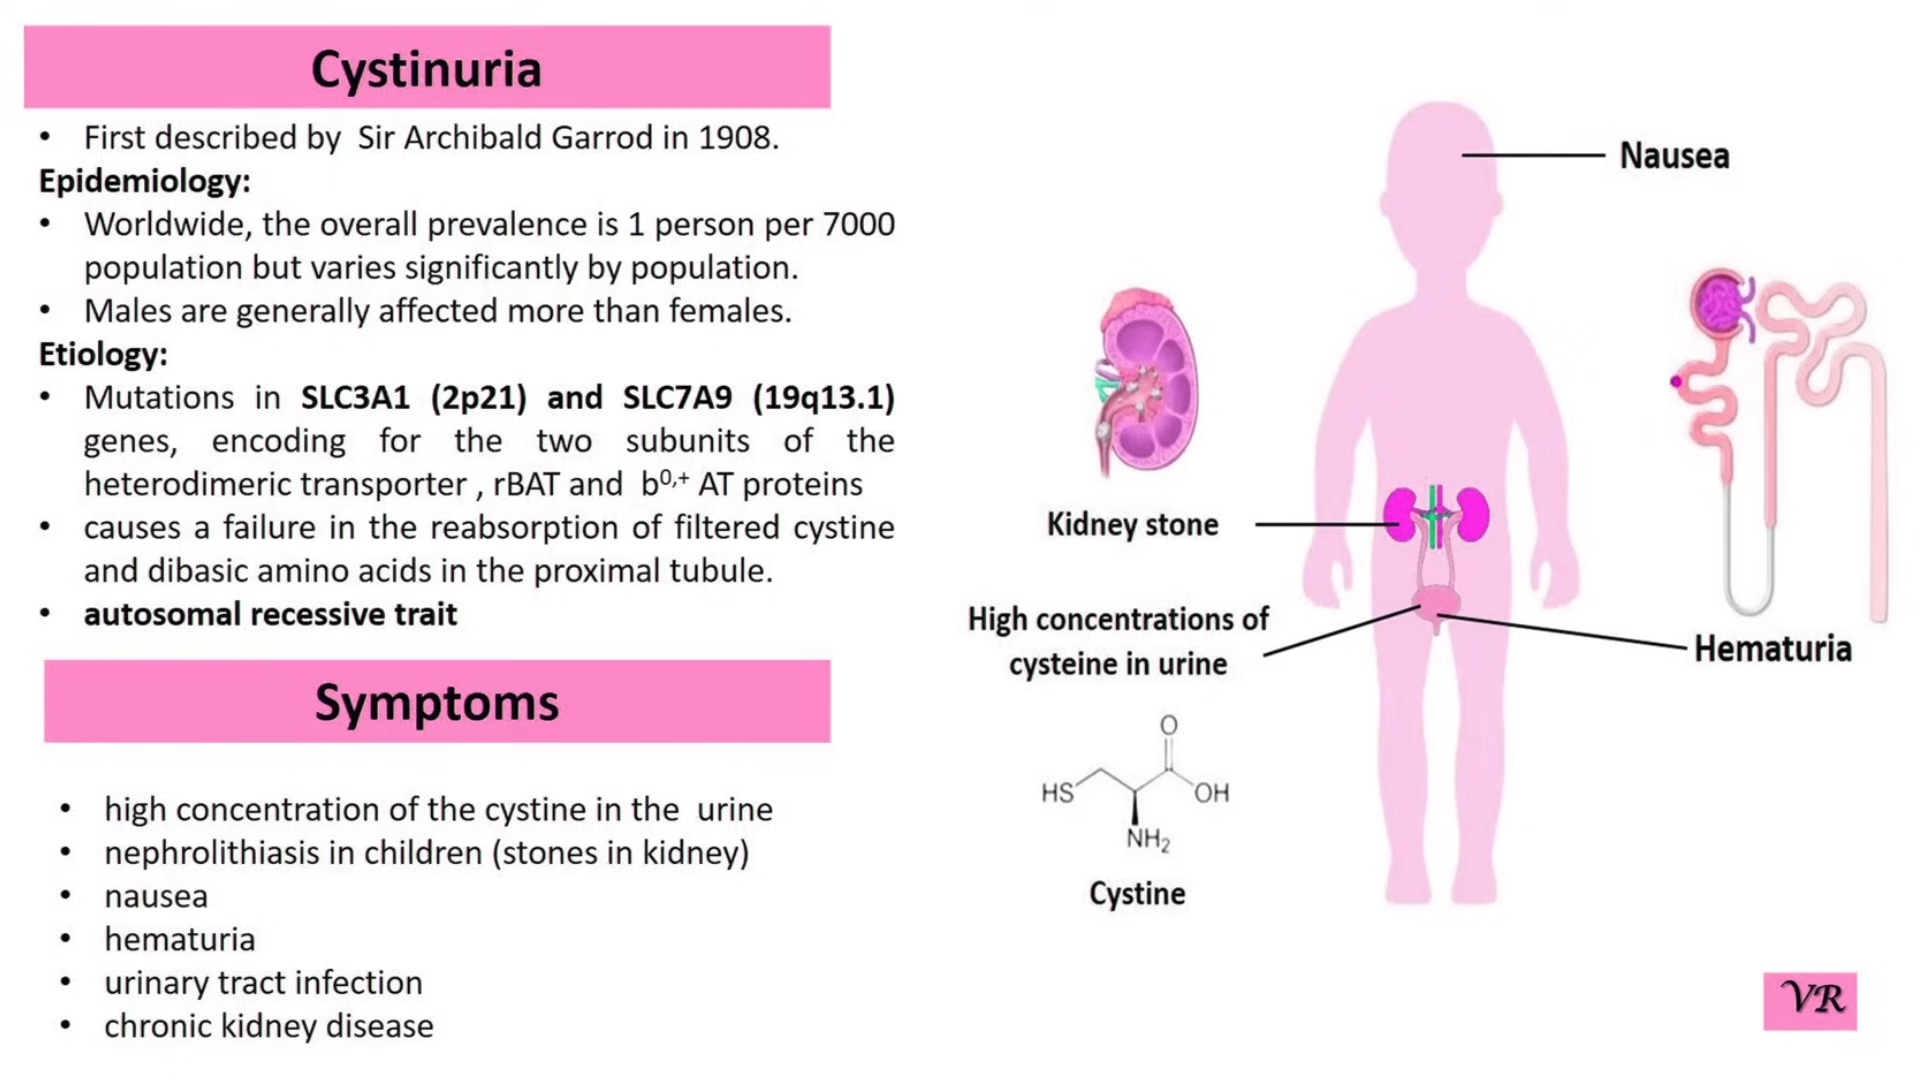 Cystinuria
• First described by Sir Archibald Garrod in 1908.
Epidemiology:
• Worldwide, the overall prevalence is 1 person per 7000
population but varies significantly by population.
• Males are generally affected more than females.
Etiology:
• Mutations in SLC3A1 (2p21) and SLC7A9 (19q13.1)
genes, encoding for the two subunits of the
heterodimeric transporter , rBAT and b⁰,⁺ AT proteins
• causes a failure in the reabsorption of filtered cystine
and dibasic amino acids in the proximal tubule.
• autosomal recessive trait
Symptoms
• high concentration of the cystine in the urine
• nephrolithiasis in children (stones in kidney)
• nausea
• hematuria
• urinary tract infection
• chronic kidney disease
Nausea
Kidney stone
High concentrations of
cysteine in urine
Hematuria
O
HS
OH
NH₂
Cystine
VR